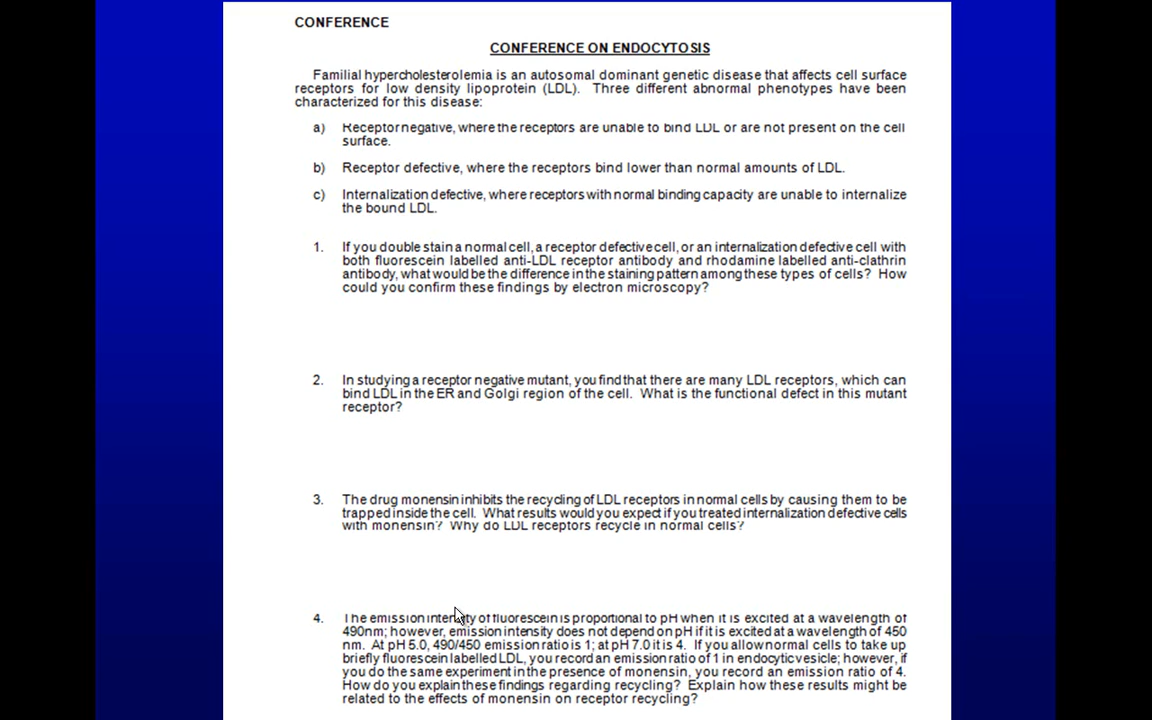 CONFERENCE
CONFERENCE ON ENDOCYTOSIS
Familial hypercholesterolemia is an autosomal dominant genetic disease that affects cell surface
receptors for low density lipoprotein (LDL). Three different abnormal phenotypes have been
characterized for this disease:
a) Receptor negative, where the receptors are unable to bind LDL or are not present on the cell
surface.
b) Receptor defective, where the receptors bind lower than normal amounts of LDL.
c) Internalization defective, where receptors with normal binding capacity are unable to internalize
the bound LDL.
1. If you double stain a normal cell, a receptor defective cell, or an internalization defective cell with
both fluorescein labelled anti-LDL receptor antibody and rhodamine labelled anti-clathrin
antibody, what would be the difference in the staining pattern among these types of cells? How
could you confirm these findings by electron microscopy?
2. In studying a receptor negative mutant, you find that there are many LDL receptors, which can
bind LDL in the ER and Golgi region of the cell. What is the functional defect in this mutant
receptor?
3. The drug monensin inhibits the recycling of LDL receptors in normal cells by causing them to be
trapped inside the cell. What results would you expect if you treated internalization defective cells
with monensin? Why do LDL receptors recycle in normal cells?
4. The emission intensity of fluorescein is proportional to pH when it is excited at a wavelength of
490nm; however, emission intensity does not depend on pH if it is excited at a wavelength of 450
nm. At pH 5.0, 490/450 emission ratio is 1; at pH 7.0 it is 4. If you allow normal cells to take up
briefly fluorescein labelled LDL, you record an emission ratio of 1 in endocytic vesicle; however, if
you do the same experiment in the presence of monensin, you record an emission ratio of 4.
How do you explain these findings regarding recycling? Explain how these results might be
related to the effects of monensin on receptor recycling?